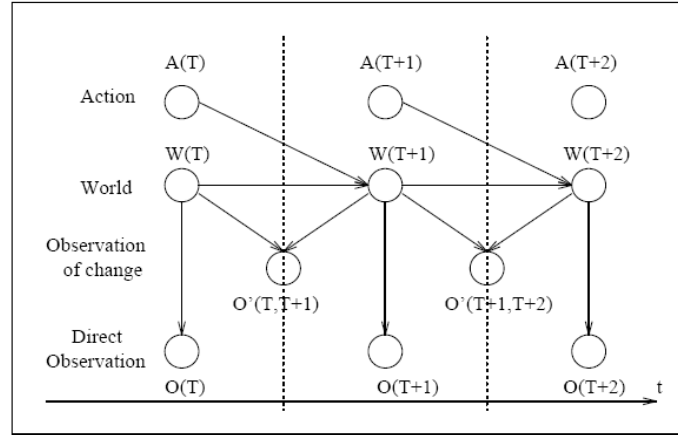 A(T) A(T+1) A(T+2)
Action
W(T) W(T+1) W(T+2)
World
Observation
of change
O'(T,T+1) O'(T+1,T+2)
Direct
Observation
O(T) O(T+1) O(T+2) t